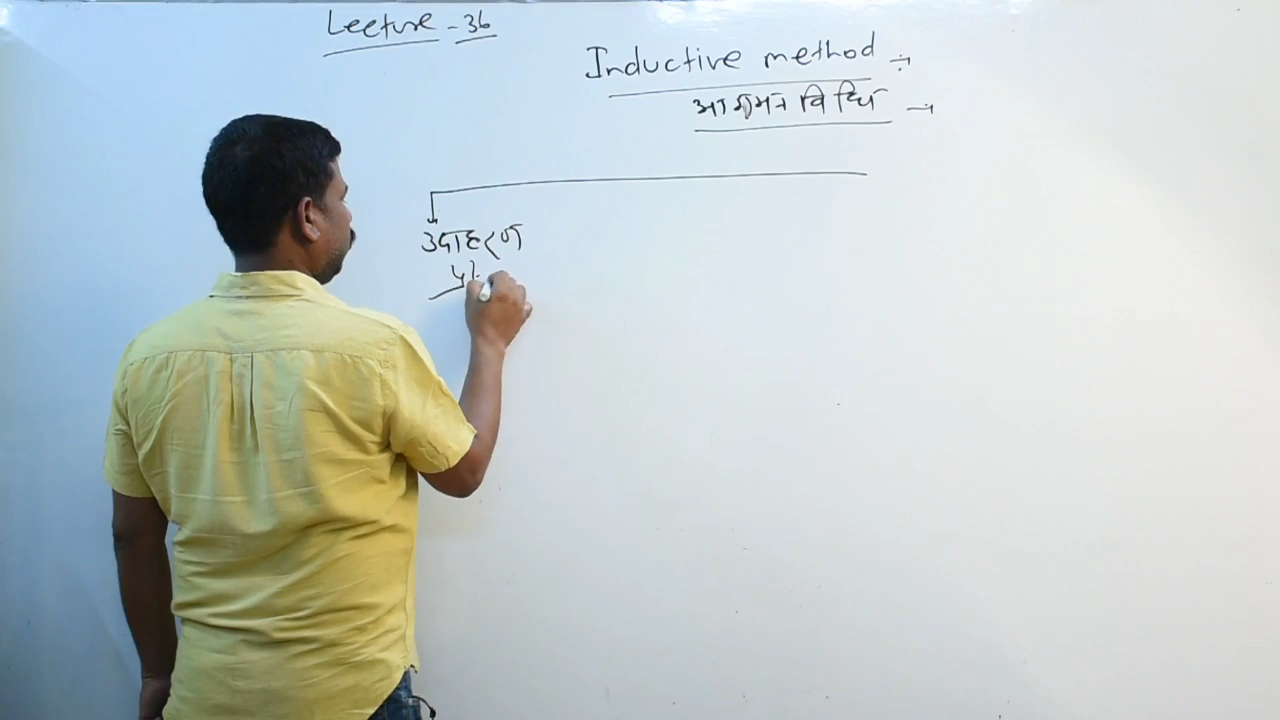 Lecture - 36
Inductive method ÷
आगमन विधि →
उदाहरण